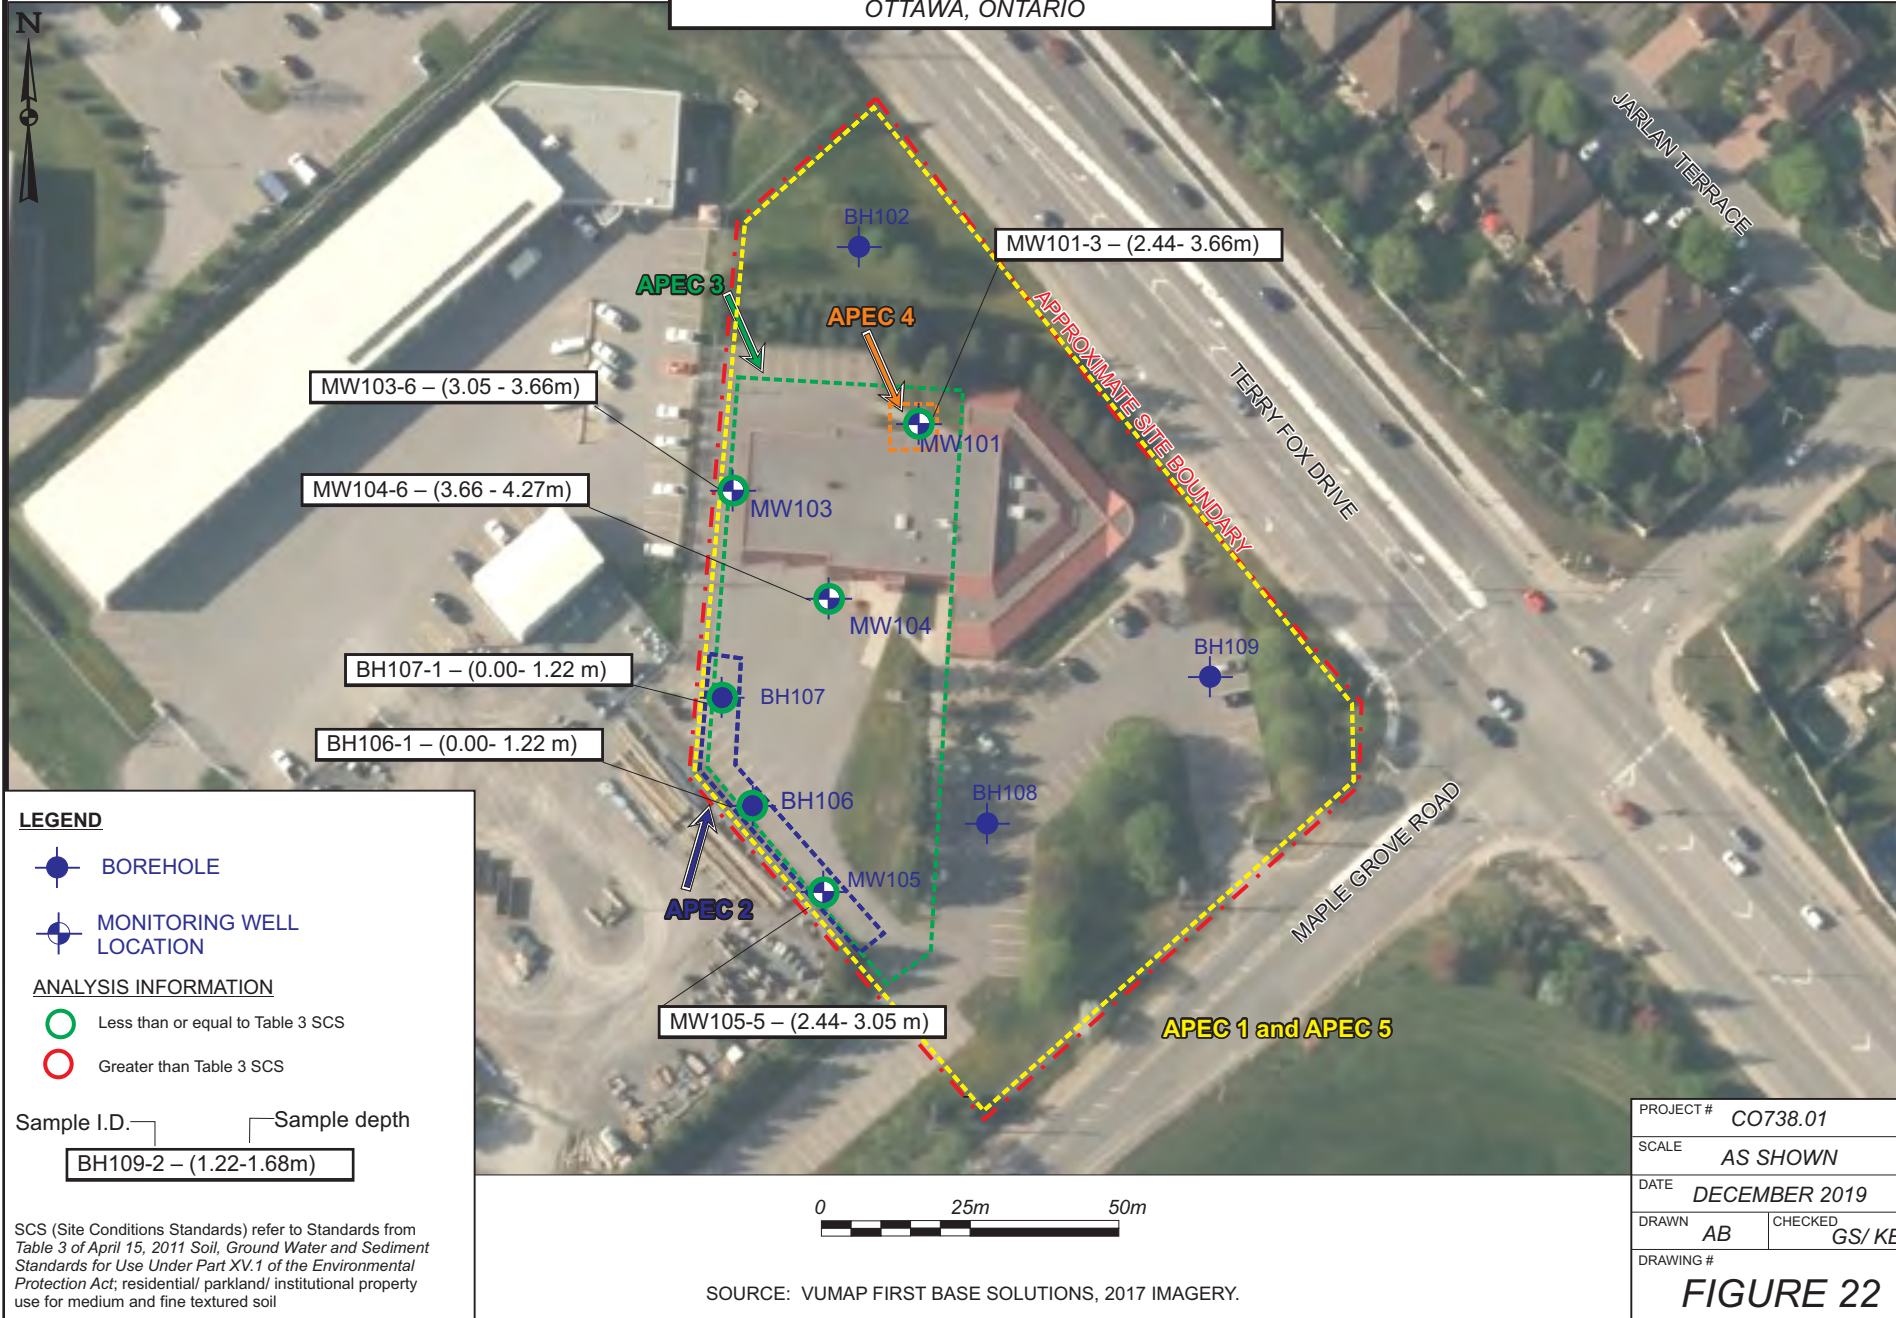 OTTAWA, ONTARIO
N
JARLAN TERRACE
BH102
MW101-3 – (2.44- 3.66m)
APEC 3
APEC 4
APPROXIMATE SITE BOUNDARY
TERRY FOX DRIVE
MW103-6 – (3.05 - 3.66m)
MW101
MW104-6 – (3.66 - 4.27m)
MW103
MW104
BH109
BH107-1 – (0.00- 1.22 m)
BH107
BH106-1 – (0.00- 1.22 m)
BH106
BH108
MAPLE GROVE ROAD
MW105
APEC 2
MW105-5 – (2.44- 3.05 m)
APEC 1 and APEC 5
LEGEND
BOREHOLE
MONITORING WELL
LOCATION
ANALYSIS INFORMATION
Less than or equal to Table 3 SCS
Greater than Table 3 SCS
Sample I.D.
Sample depth
BH109-2 – (1.22-1.68m)
SCS (Site Conditions Standards) refer to Standards from
Table 3 of April 15, 2011 Soil, Ground Water and Sediment
Standards for Use Under Part XV.1 of the Environmental
Protection Act; residential/ parkland/ institutional property
use for medium and fine textured soil
0 25m 50m
SOURCE: VUMAP FIRST BASE SOLUTIONS, 2017 IMAGERY.
PROJECT # CO738.01
SCALE AS SHOWN
DATE DECEMBER 2019
DRAWN AB CHECKED GS/
DRAWING #
FIGURE 22